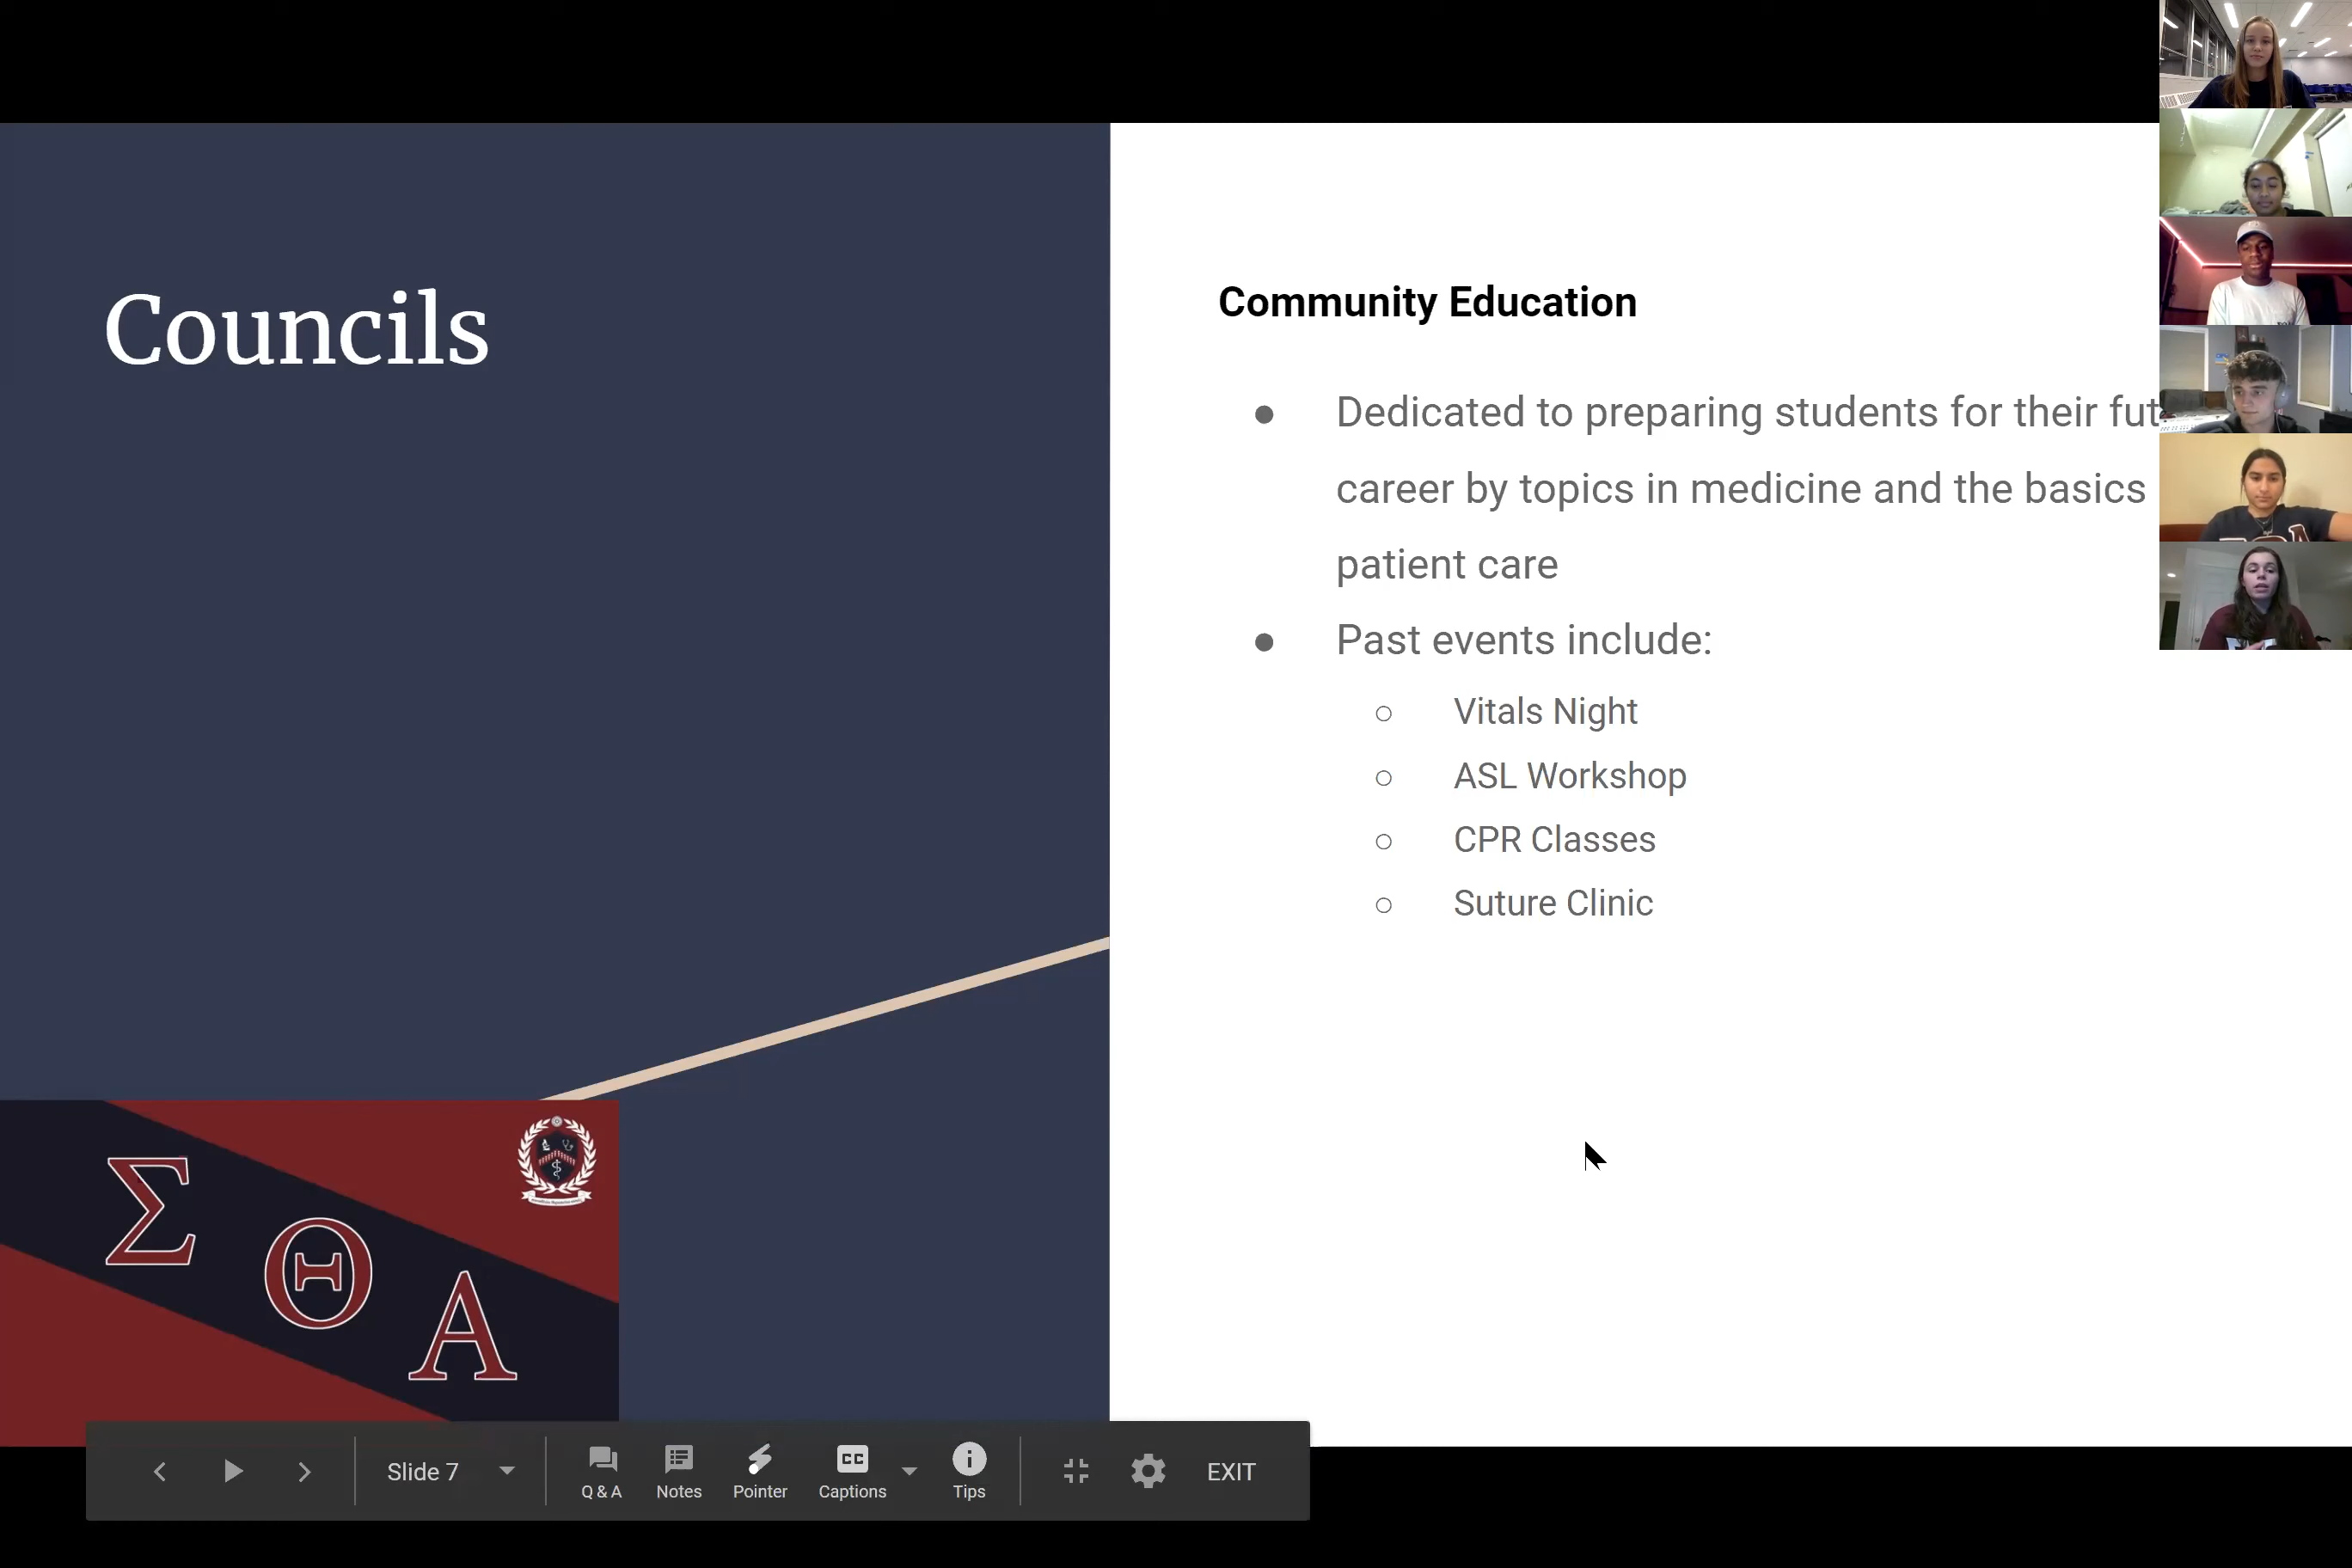 Councils
Community Education
● Dedicated to preparing students for their fut
career by topics in medicine and the basics
patient care
● Past events include:
○ Vitals Night
○ ASL Workshop
○ CPR Classes
○ Suture Clinic
Σ Θ Α
Slide 7
Q & A
Notes
Pointer
CC
Captions
Tips
EXIT